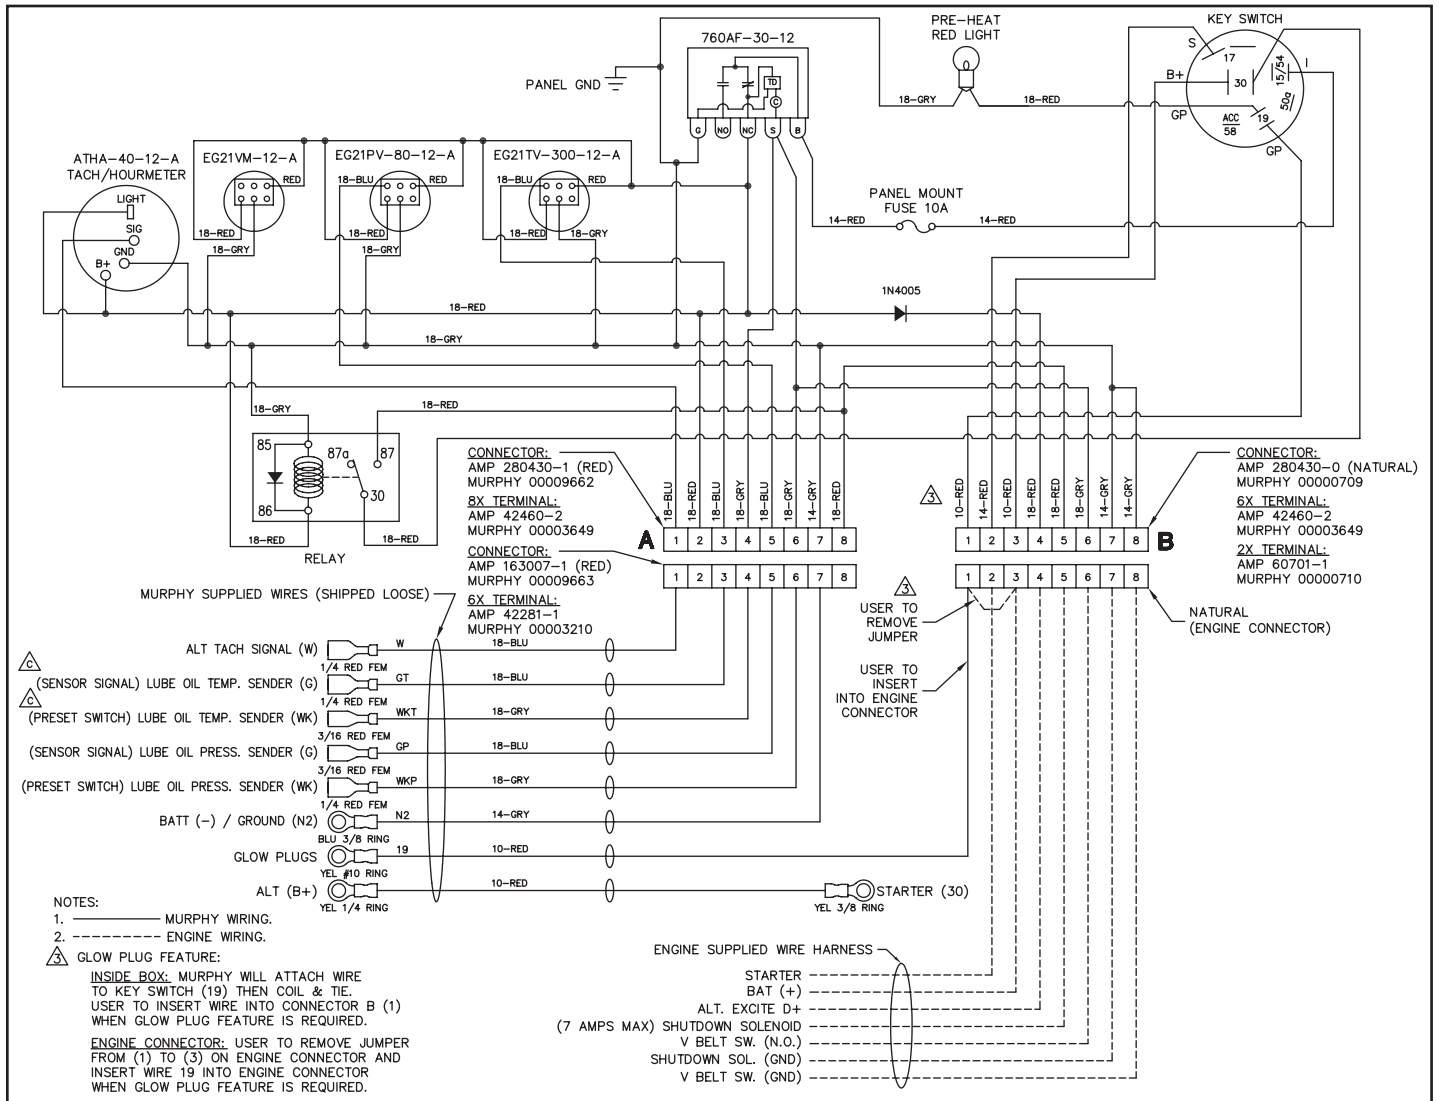 PRE-HEAT
RED LIGHT
KEY SWITCH
760AF-30-12
PANEL GND
S
17
B+
30
15/54
I
50a
GP
ACC
58
19
GP
18-GRY
18-RED
TD
C
G
NO
NC
S
B
ATHA-40-12-A
TACH/HOURMETER
EG21VM-12-A
EG21PV-80-12-A
EG21TV-300-12-A
RED
18-BLU
RED
18-BLU
RED
LIGHT
SIG
GND
B+
18-RED
18-GRY
18-RED
18-GRY
18-RED
18-GRY
PANEL MOUNT
FUSE 10A
14-RED
14-RED
1N4005
18-RED
18-GRY
18-GRY
18-RED
85
86
87a
87
30
18-RED
18-RED
RELAY
CONNECTOR:
AMP 280430-1 (RED)
MURPHY 00009662
8X TERMINAL:
AMP 42460-2
MURPHY 00003649
CONNECTOR:
AMP 163007-1 (RED)
MURPHY 00009663
6X TERMINAL:
AMP 42281-1
MURPHY 00003210
18-BLU
18-RED
18-BLU
18-GRY
18-BLU
18-GRY
14-GRY
18-RED
A
1 2 3 4 5 6 7 8
1 2 3 4 5 6 7 8
3
10-RED
14-RED
10-RED
18-RED
18-RED
18-GRY
14-GRY
14-GRY
B
1 2 3 4 5 6 7 8
1 2 3 4 5 6 7 8
CONNECTOR:
AMP 280430-0 (NATURAL)
MURPHY 00000709
6X TERMINAL:
AMP 42460-2
MURPHY 00003649
2X TERMINAL:
AMP 60701-1
MURPHY 00000710
NATURAL
(ENGINE CONNECTOR)
3
USER TO
REMOVE
JUMPER
USER TO
INSERT
INTO ENGINE
CONNECTOR
MURPHY SUPPLIED WIRES (SHIPPED LOOSE)
ALT TACH SIGNAL (W)
W
18-BLU
1/4 RED FEM
C
(SENSOR SIGNAL) LUBE OIL TEMP. SENDER (G)
GT
18-BLU
1/4 RED FEM
C
(PRESET SWITCH) LUBE OIL TEMP. SENDER (WK)
WKT
18-GRY
3/16 RED FEM
(SENSOR SIGNAL) LUBE OIL PRESS. SENDER (G)
GP
18-BLU
3/16 RED FEM
(PRESET SWITCH) LUBE OIL PRESS. SENDER (WK)
WKP
18-GRY
1/4 RED FEM
BATT (-) / GROUND (N2)
N2
14-GRY
BLU 3/8 RING
GLOW PLUGS
19
10-RED
YEL #10 RING
ALT (B+)
10-RED
YEL 1/4 RING
STARTER (30)
YEL 3/8 RING
NOTES:
1. MURPHY WIRING.
2. ENGINE WIRING.
3 GLOW PLUG FEATURE:
INSIDE BOX: MURPHY WILL ATTACH WIRE
TO KEY SWITCH (19) THEN COIL & TIE.
USER TO INSERT WIRE INTO CONNECTOR B (1)
WHEN GLOW PLUG FEATURE IS REQUIRED.
ENGINE CONNECTOR: USER TO REMOVE JUMPER
FROM (1) TO (3) ON ENGINE CONNECTOR AND
INSERT WIRE 19 INTO ENGINE CONNECTOR
WHEN GLOW PLUG FEATURE IS REQUIRED.
ENGINE SUPPLIED WIRE HARNESS
STARTER
BAT (+)
ALT. EXCITE D+
(7 AMPS MAX) SHUTDOWN SOLENOID
V BELT SW. (N.O.)
SHUTDOWN SOL. (GND)
V BELT SW. (GND)